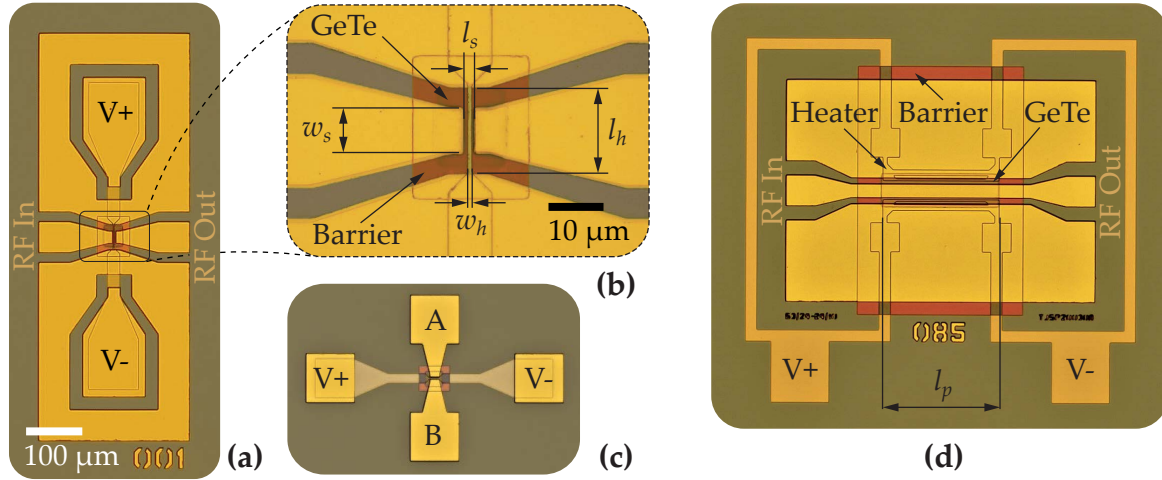 V+
RF In
RF Out
V-
100 µm
001
(a)
GeTe
l_s
w_s
l_h
Barrier
w_h
10 µm
(b)
A
V+
V-
B
(c)
Heater
Barrier
GeTe
RF In
RF Out
085
V+
l_p
V-
(d)